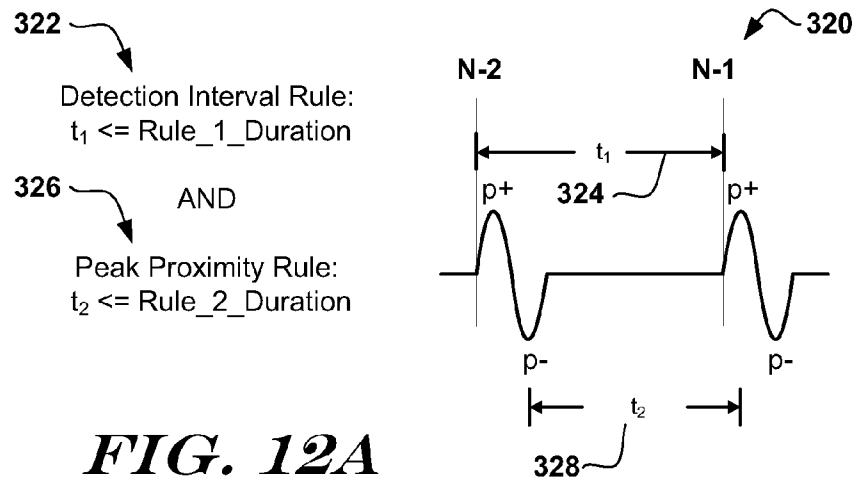 322
Detection Interval Rule:
t₁ <= Rule_1_Duration
326
AND
Peak Proximity Rule:
t₂ <= Rule_2_Duration
320
N-2
N-1
t₁
324
p+
p+
p-
p-
t₂
328
FIG. 12A